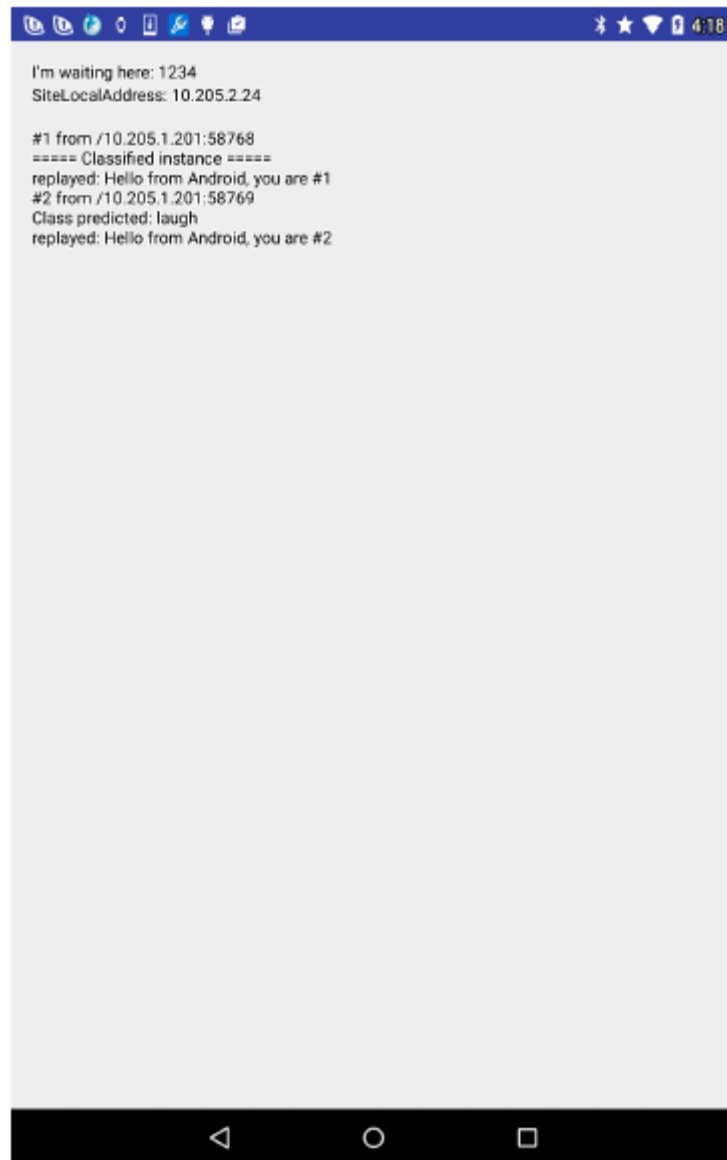 4:18
I'm waiting here: 1234
SiteLocalAddress: 10.205.2.24
#1 from /10.205.1.201:58768
===== Classified instance =====
replayed: Hello from Android, you are #1
#2 from /10.205.1.201:58769
Class predicted: laugh
replayed: Hello from Android, you are #2